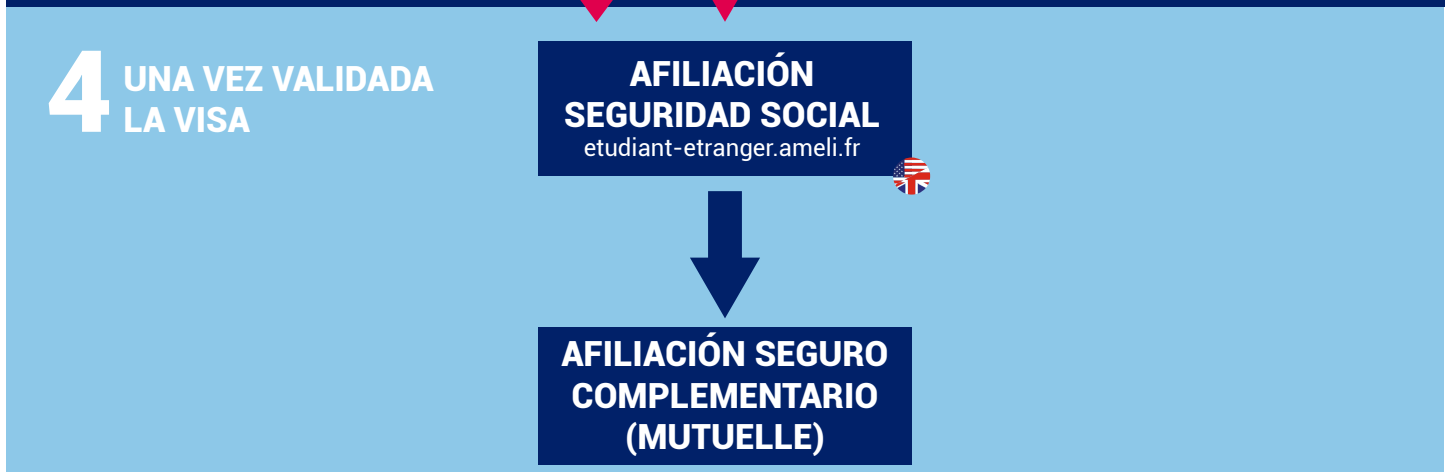 4 UNA VEZ VALIDADA
LA VISA
AFILIACIÓN
SEGURIDAD SOCIAL
etudiant-etranger.ameli.fr
AFILIACIÓN SEGURO
COMPLEMENTARIO
(MUTUELLE)